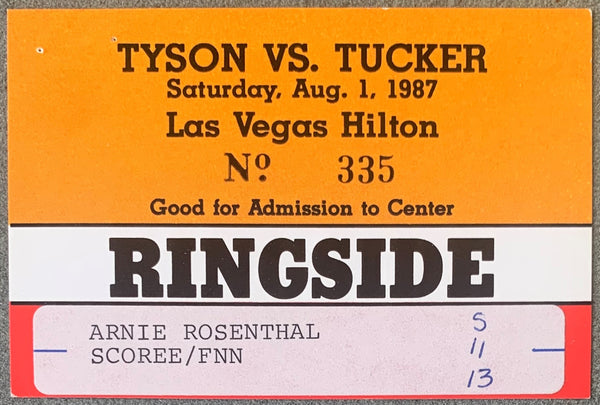 TYSON VS. TUCKER
Saturday, Aug. 1, 1987
Las Vegas Hilton
Nº 335
Good for Admission to Center
RINGSIDE
ARNIE ROSENTHAL
SCOREE/FNN
S
11
13